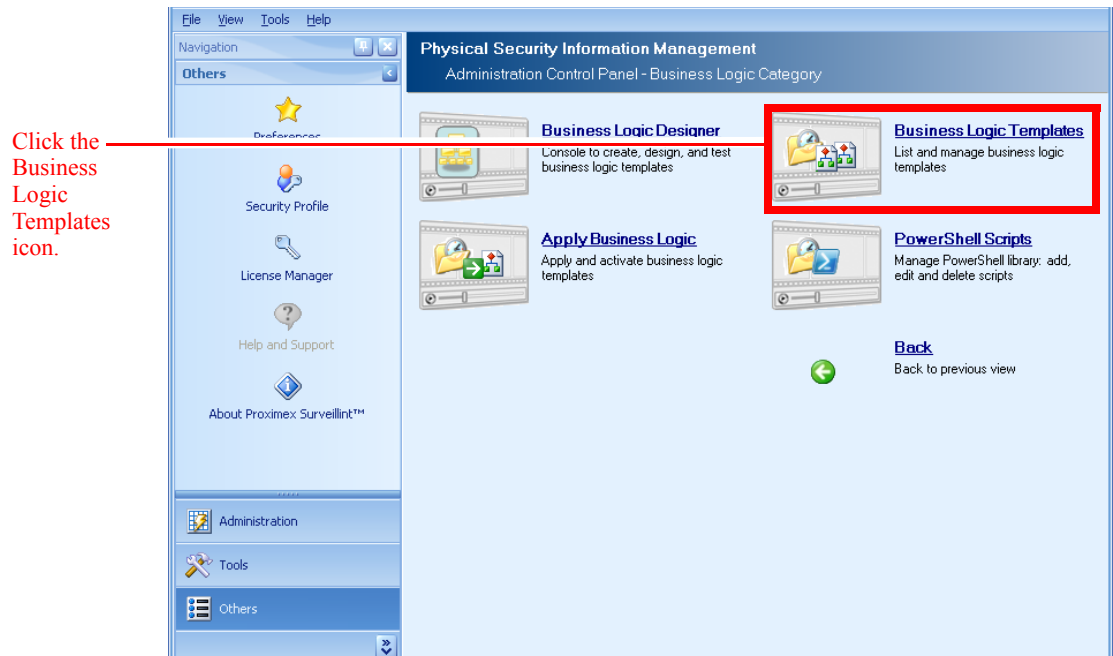 File View Tools Help
Navigation
Others
Preferences
Security Profile
License Manager
Help and Support
About Proximex Surveillint™
Administration
Tools
Others
Click the
Business
Logic
Templates
icon.
Physical Security Information Management
Administration Control Panel - Business Logic Category
Business Logic Designer
Console to create, design, and test
business logic templates
Business Logic Templates
List and manage business logic
templates
Apply Business Logic
Apply and activate business logic
templates
PowerShell Scripts
Manage PowerShell library: add,
edit and delete scripts
Back
Back to previous view